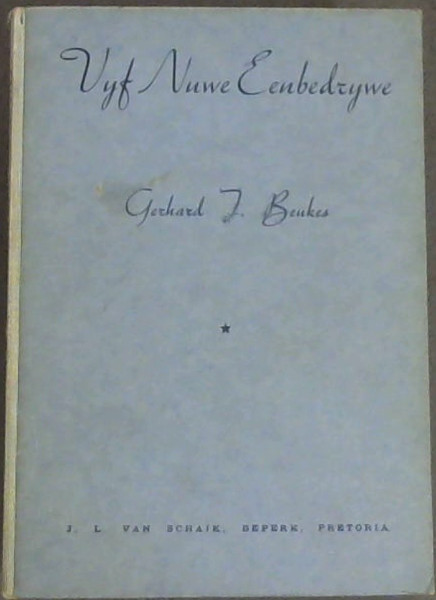 Vyf Nuwe Eenbedrywe
Gerhard J. Beukes
J. L. VAN SCHAIK, BEPERK, PRETORIA